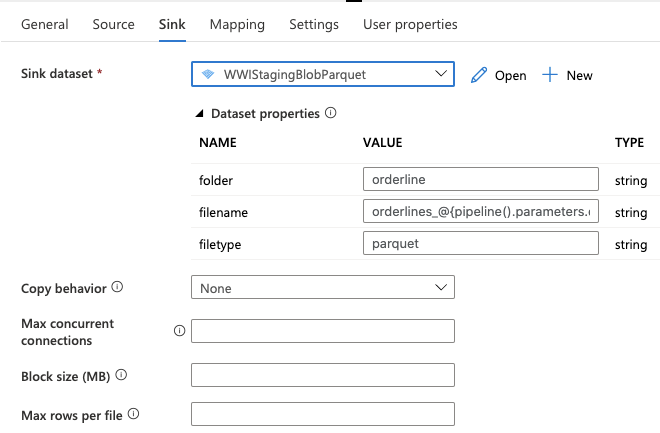 General Source Sink Mapping Settings User properties
Sink dataset * WWIStagingBlobParquet Open New
Dataset properties
NAME VALUE TYPE
folder orderline string
filename orderlines_@{pipeline().parameters. string
filetype parquet string
Copy behavior None
Max concurrent
connections
Block size (MB)
Max rows per file